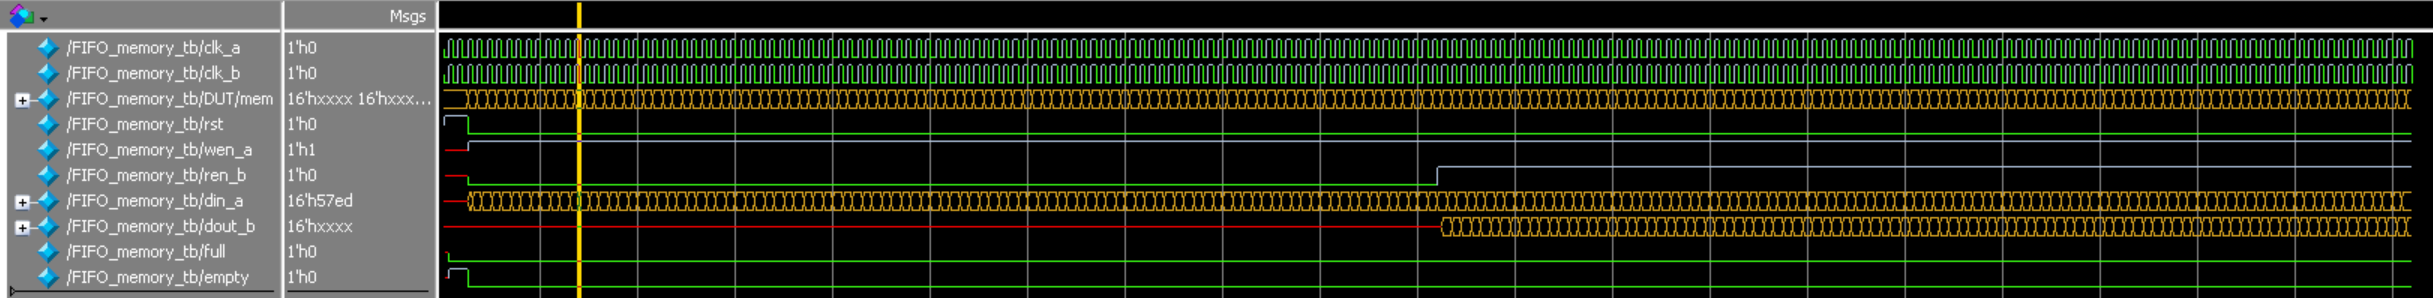 Msgs
/FIFO_memory_tb/clk_a 1'h0
/FIFO_memory_tb/clk_b 1'h0
/FIFO_memory_tb/DUT/mem 16'hxxxx 16'hxxx...
/FIFO_memory_tb/rst 1'h0
/FIFO_memory_tb/wen_a 1'h1
/FIFO_memory_tb/ren_b 1'h0
/FIFO_memory_tb/din_a 16'h57ed
/FIFO_memory_tb/dout_b 16'hxxxx
/FIFO_memory_tb/full 1'h0
/FIFO_memory_tb/empty 1'h0